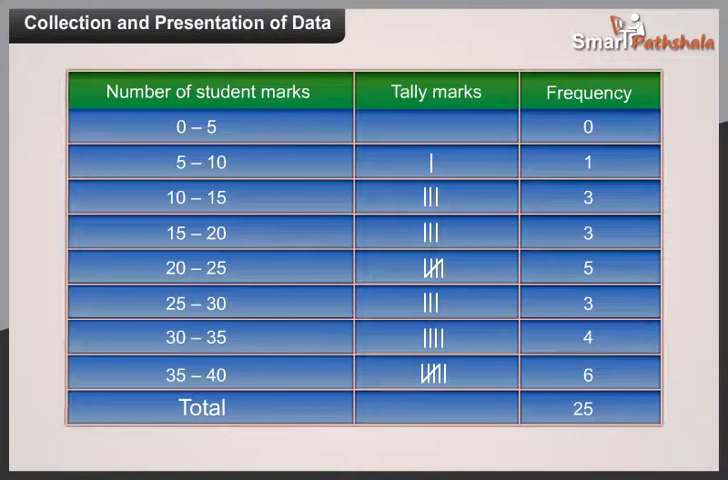 Collection and Presentation of Data
SmarT Pathshala
Number of student marks Tally marks Frequency
0 – 5 0
5 – 10 | 1
10 – 15 ||| 3
15 – 20 ||| 3
20 – 25 𝍸 5
25 – 30 ||| 3
30 – 35 |||| 4
35 – 40 𝍸| 6
Total 25